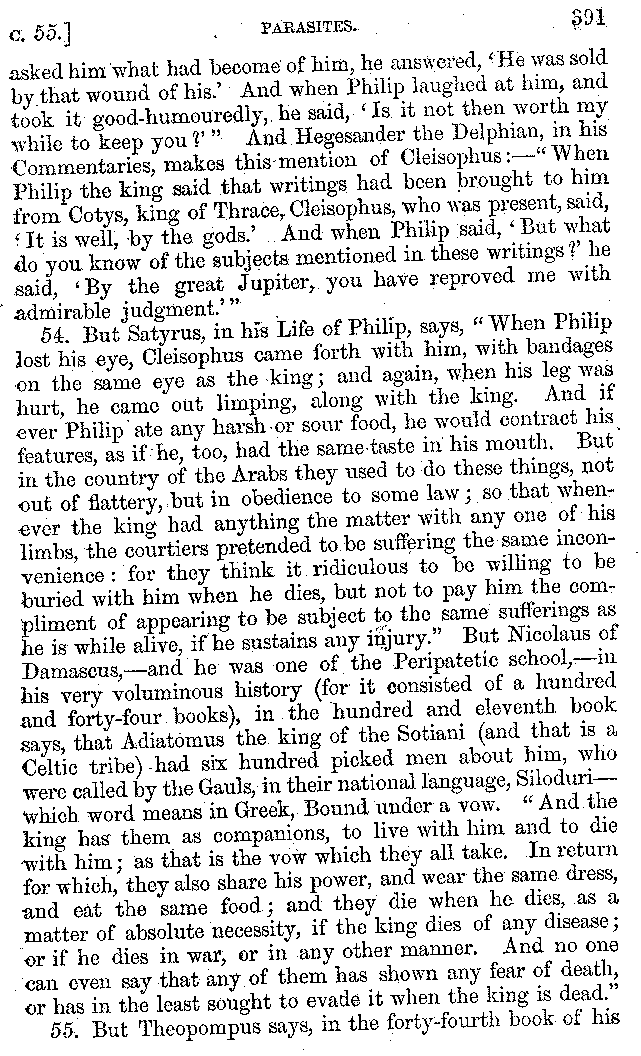 c. 55.] PARASITES. 391
asked him what had become of him, he answered, ‘He was sold
by that wound of his.’ And when Philip laughed at him, and
took it good-humouredly, he said, ‘Is it not then worth my
while to keep you?’” And Hegesander the Delphian, in his
Commentaries, makes this mention of Cleisophus:—“When
Philip the king said that writings had been brought to him
from Cotys, king of Thrace, Cleisophus, who was present, said,
‘It is well, by the gods.’ And when Philip said, ‘But what
do you know of the subjects mentioned in these writings?’ he
said, ‘By the great Jupiter, you have reproved me with
admirable judgment.’”
54. But Satyrus, in his Life of Philip, says, “When Philip
lost his eye, Cleisophus came forth with him, with bandages
on the same eye as the king; and again, when his leg was
hurt, he came out limping, along with the king. And if
ever Philip ate any harsh or sour food, he would contract his
features, as if he, too, had the same taste in his mouth. But
in the country of the Arabs they used to do these things, not
out of flattery, but in obedience to some law; so that when-
ever the king had anything the matter with any one of his
limbs, the courtiers pretended to be suffering the same incon-
venience: for they think it ridiculous to be willing to be
buried with him when he dies, but not to pay him the com-
pliment of appearing to be subject to the same sufferings as
he is while alive, if he sustains any injury.” But Nicolaus of
Damascus,—and he was one of the Peripatetic school,—in
his very voluminous history (for it consisted of a hundred
and forty-four books), in the hundred and eleventh book
says, that Adiatomus the king of the Sotiani (and that is a
Celtic tribe) had six hundred picked men about him, who
were called by the Gauls, in their national language, Siloduri—
which word means in Greek, Bound under a vow. “And the
king has them as companions, to live with him and to die
with him; as that is the vow which they all take. In return
for which, they also share his power, and wear the same dress,
and eat the same food; and they die when he dies, as a
matter of absolute necessity, if the king dies of any disease;
or if he dies in war, or in any other manner. And no one
can even say that any of them has shown any fear of death,
or has in the least sought to evade it when the king is dead.”
55. But Theopompus says, in the forty-fourth book of his